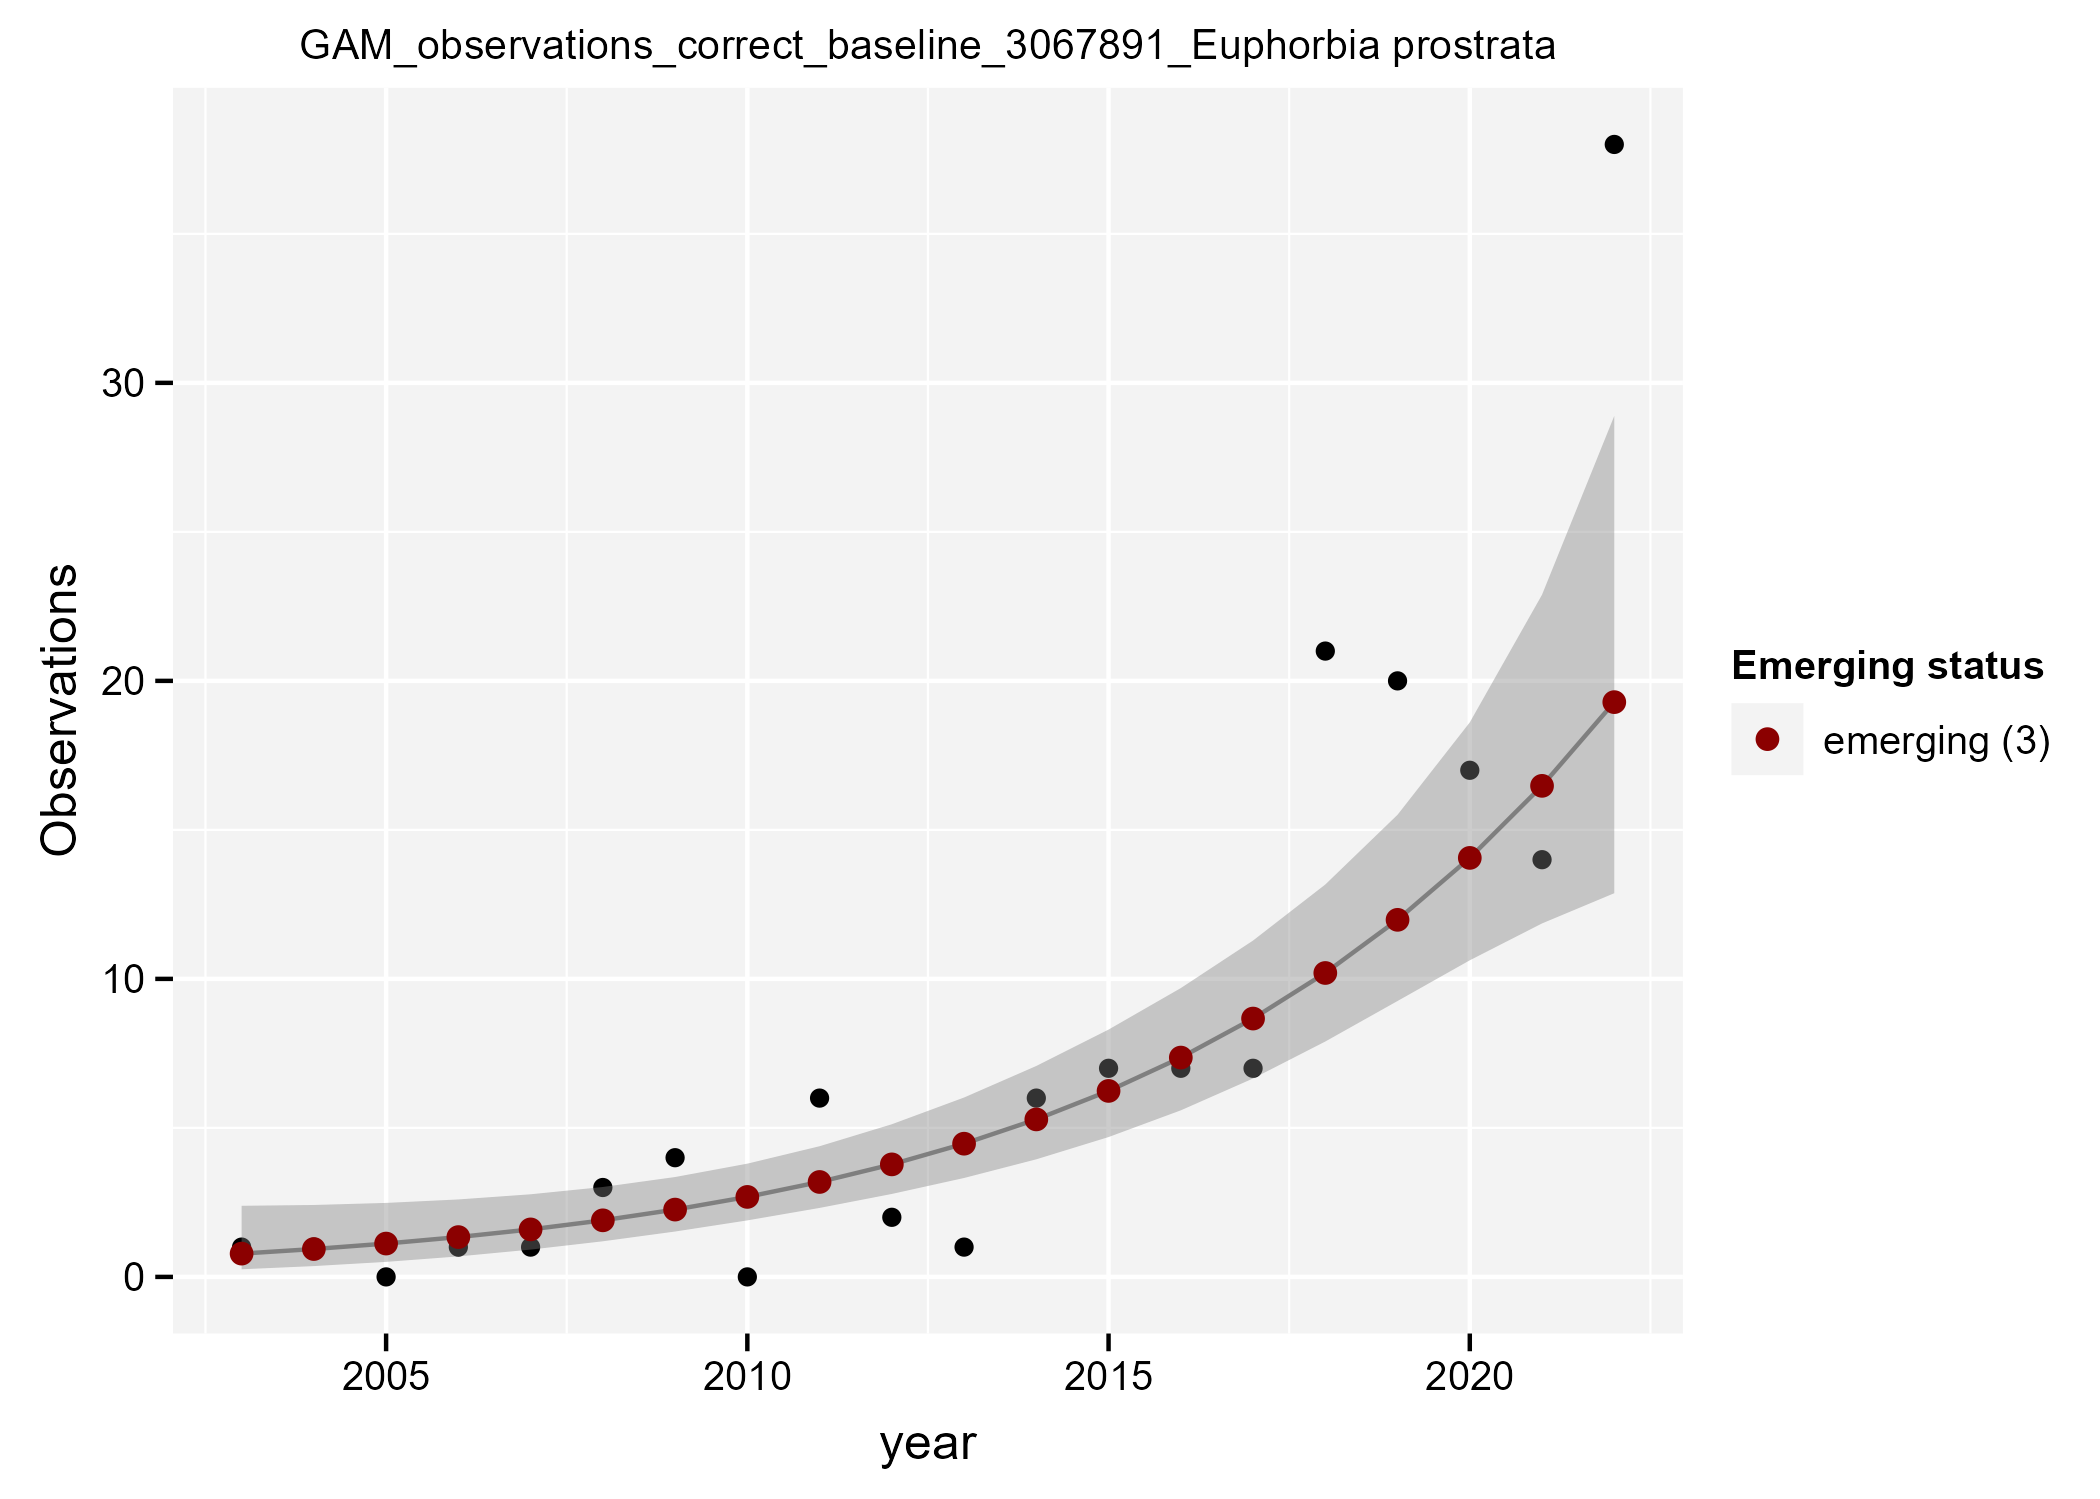 GAM_observations_correct_baseline_3067891_Euphorbia prostrata
Observations
30
20
10
0
2005 2010 2015 2020
year
Emerging status
emerging (3)